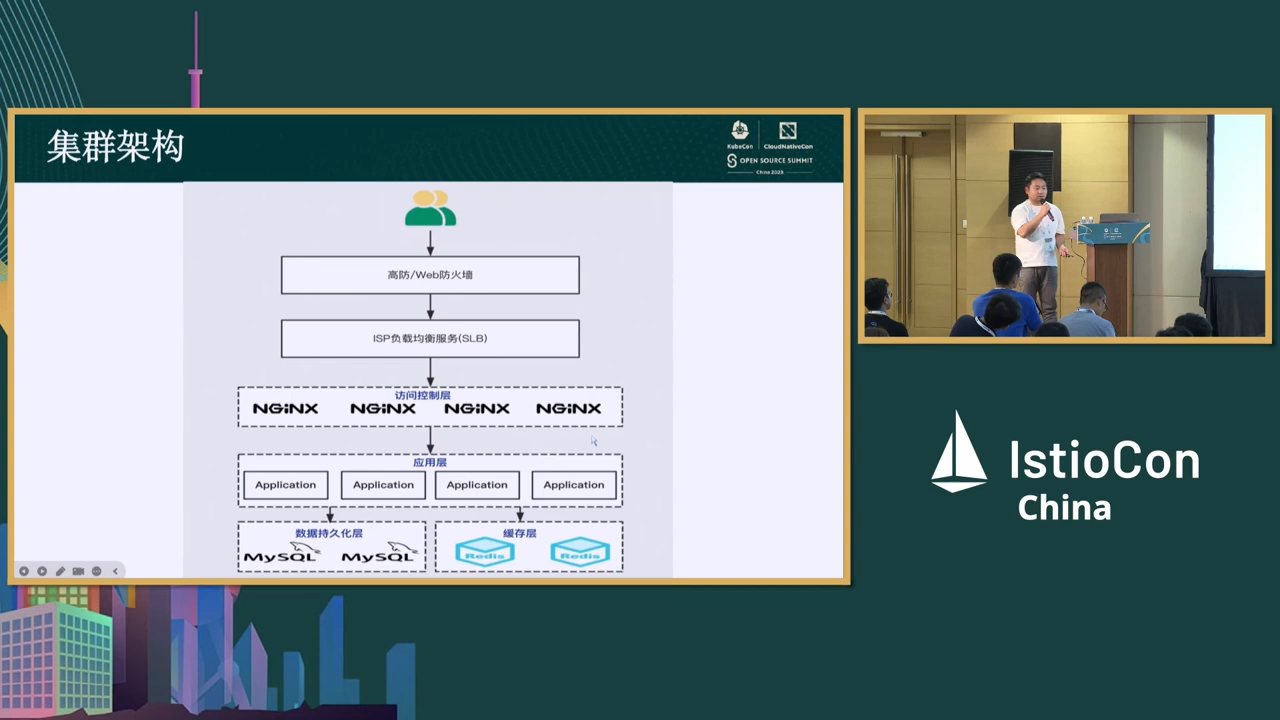 集群架构
KubeCon
CloudNativeCon
OPEN SOURCE SUMMIT
China 2023
高防/Web防火墙
ISP负载均衡服务(SLB)
访问控制层
NGINX NGINX NGINX NGINX
应用层
Application Application Application Application
数据持久化层
MySQL MySQL
缓存层
Redis Redis
IstioCon
China